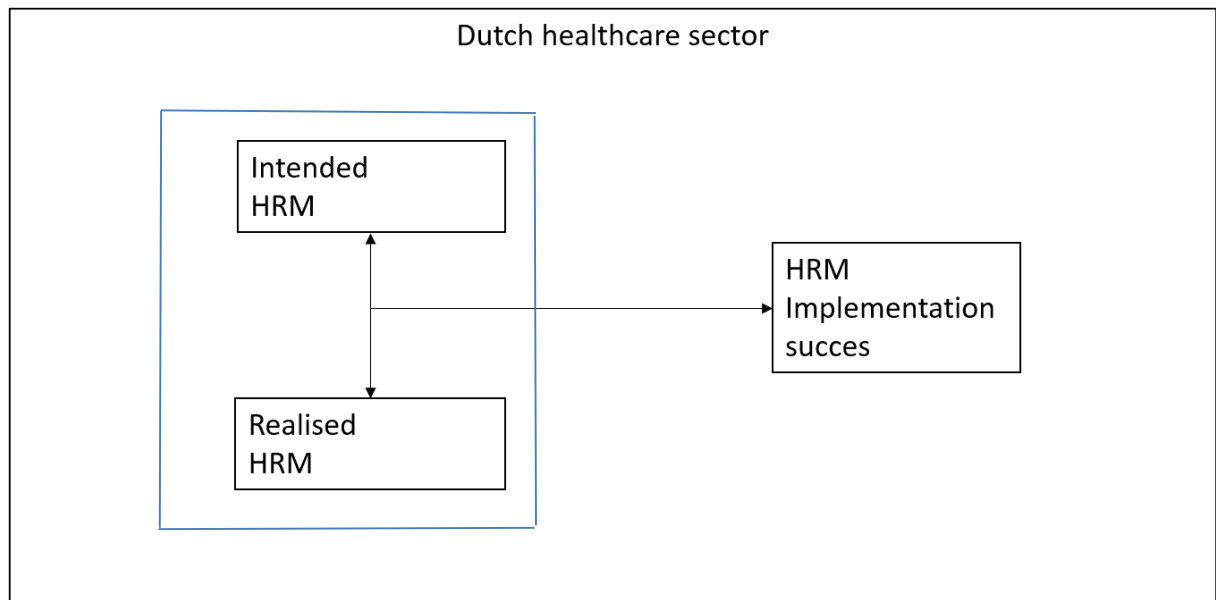 Dutch healthcare sector
Intended
HRM
HRM
Implementation
succes
Realised
HRM